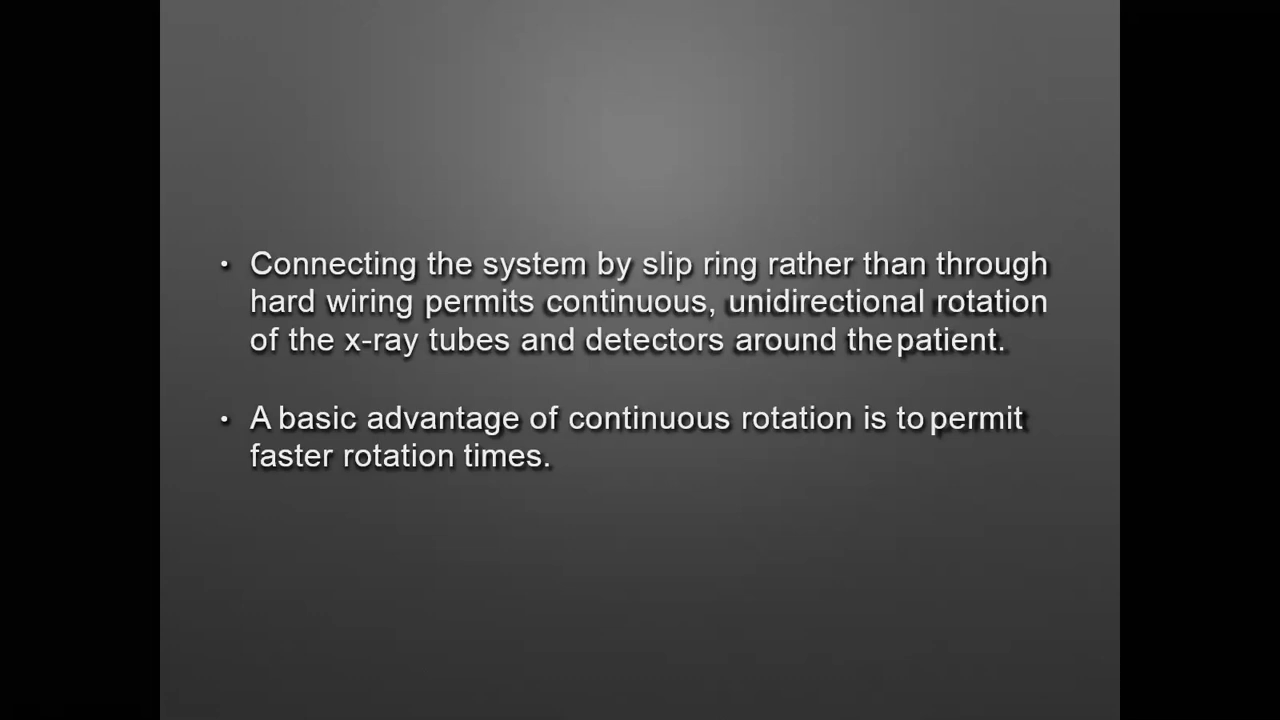 • Connecting the system by slip ring rather than through
hard wiring permits continuous, unidirectional rotation
of the x-ray tubes and detectors around the patient.
• A basic advantage of continuous rotation is to permit
faster rotation times.